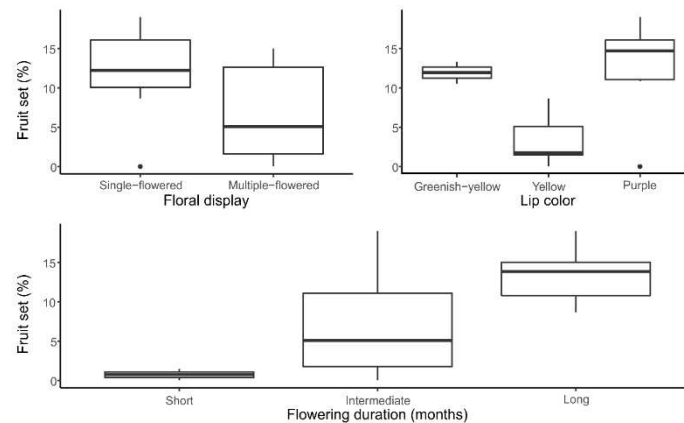 Fruit set (%)
15
10
5
0
Single−flowered Multiple−flowered
Floral display
15
10
5
0
Greenish−yellow Yellow Purple
Lip color
Fruit set (%)
15
10
5
0
Short Intermediate Long
Flowering duration (months)